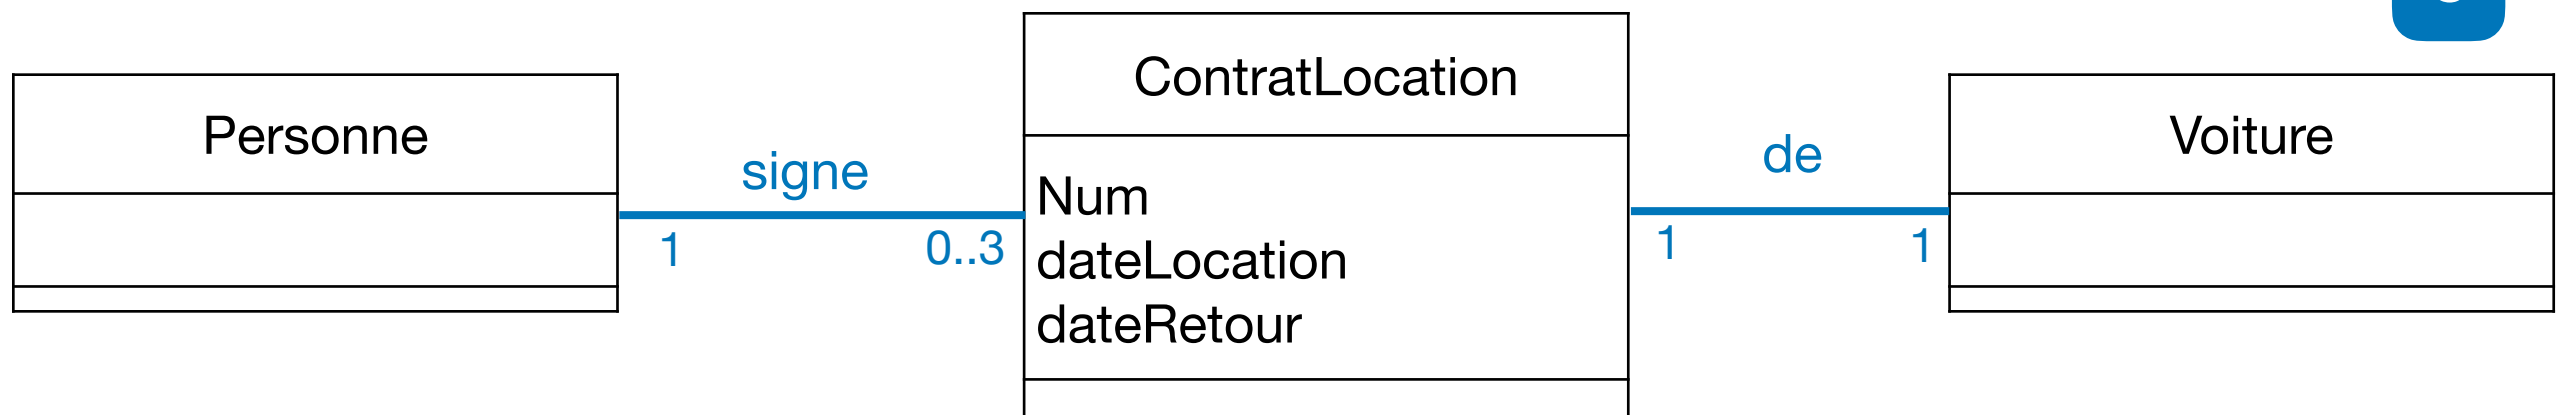 Personne
signe
1
0..3
ContratLocation
Num
dateLocation
dateRetour
de
1
1
Voiture